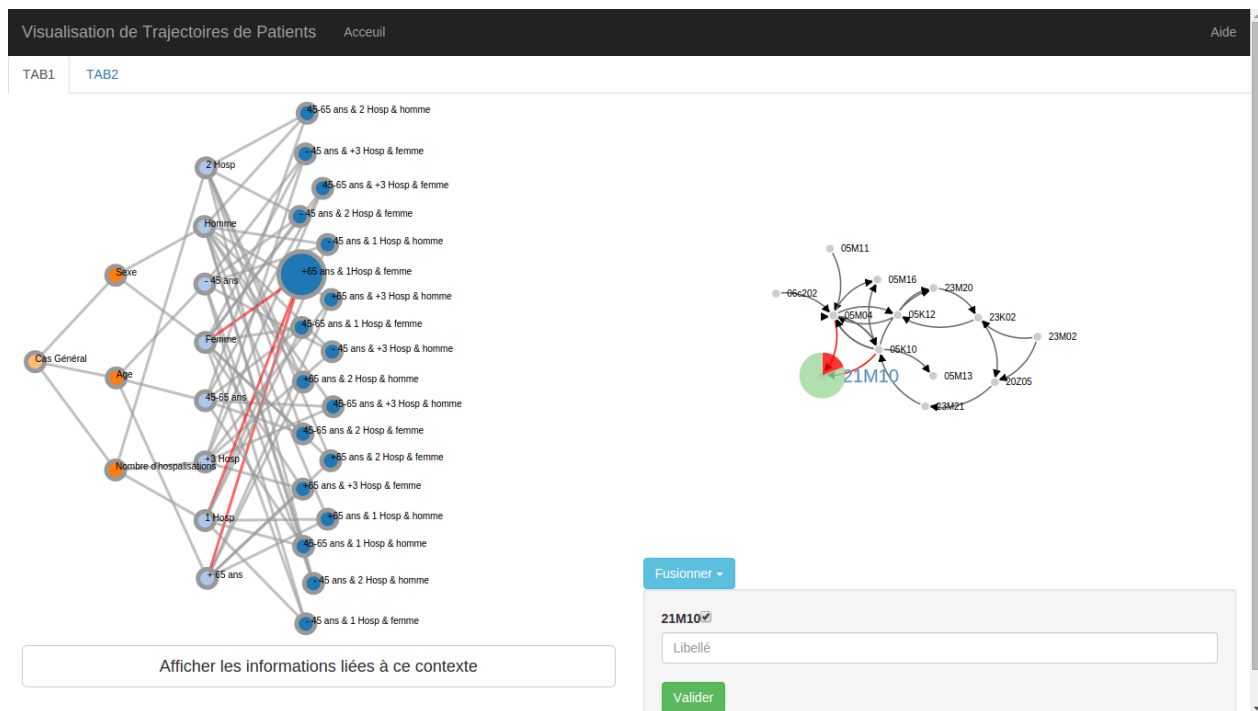 Visualisation de Trajectoires de Patients Acceuil Aide
TAB1 TAB2
45-65 ans & 2 Hosp & homme
- 45 ans & +3 Hosp & femme
2 Hosp
45-65 ans & +3 Hosp & femme
- 45 ans & 2 Hosp & femme
Homme
- 45 ans & 1 Hosp & homme
Sexe
+65 ans & 1Hosp & femme
- 45 ans
+65 ans & +3 Hosp & homme
45-65 ans & 1 Hosp & femme
Femme
- 45 ans & +3 Hosp & homme
Cas Général
Age
+65 ans & 2 Hosp & homme
45-65 ans
45-65 ans & +3 Hosp & homme
45-65 ans & 2 Hosp & femme
+3 Hosp
+65 ans & 2 Hosp & femme
Nombre d'hospalisations
+65 ans & +3 Hosp & femme
1 Hosp
+65 ans & 1 Hosp & homme
45-65 ans & 1 Hosp & homme
+ 65 ans
- 45 ans & 2 Hosp & homme
- 45 ans & 1 Hosp & femme
Afficher les informations liées à ce contexte
05M11
05M16
23M20
06c202
05M04
05K12
23K02
23M02
05K10
21M10
05M13
20Z05
23M21
Fusionner
21M10
Libellé
Valider